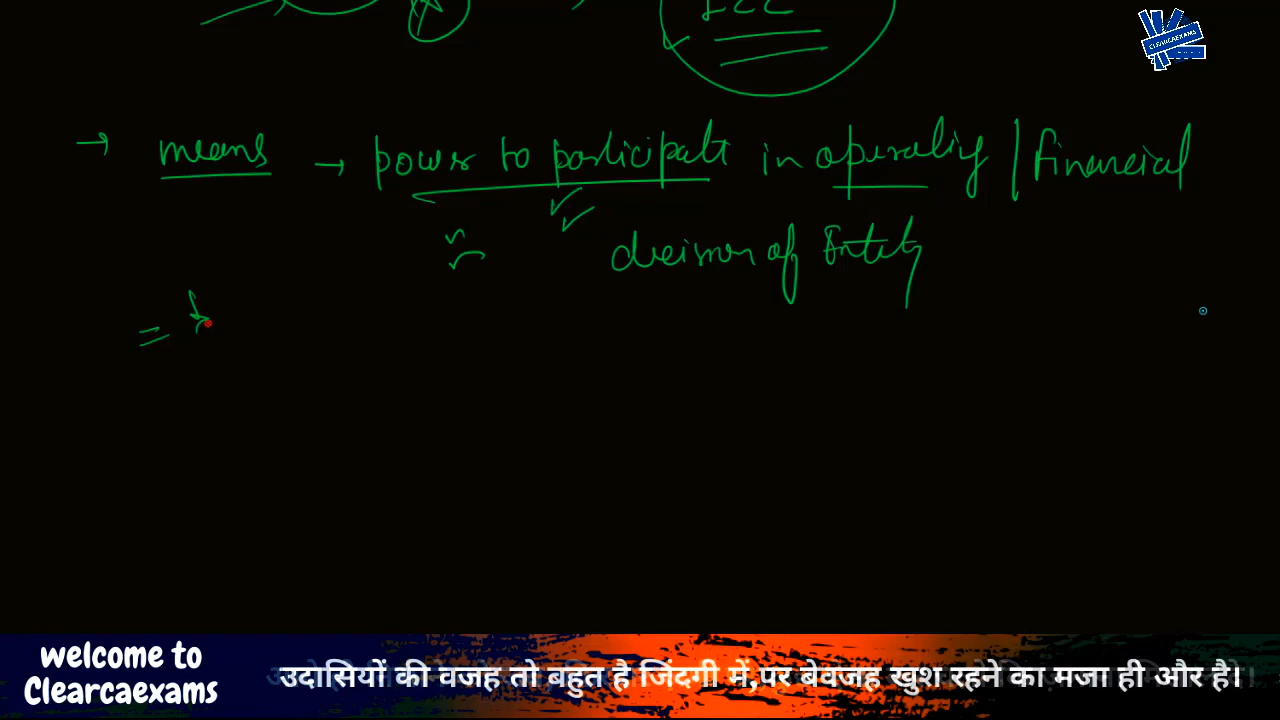 CLEARCAEXAMS
→ means → power to participate in operating / financial
decision of Entity
=
welcome to
Clearcaexams
उदासियों की वजह तो बहुत है जिंदगी में,पर बेवजह खुश रहने का मजा ही और है।